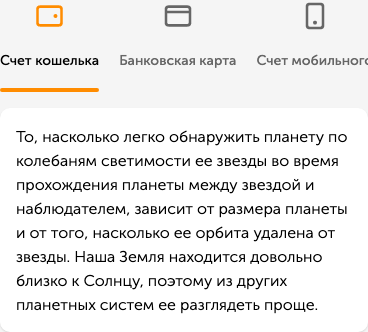 Счет кошелька Банковская карта Счет мобильног
То, насколько легко обнаружить планету по
колебаням светимости ее звезды во время
прохождения планеты между звездой и
наблюдателем, зависит от размера планеты
и от того, насколько ее орбита удалена от
звезды. Наша Земля находится довольно
близко к Солнцу, поэтому из других
планетных систем ее разглядеть проще.